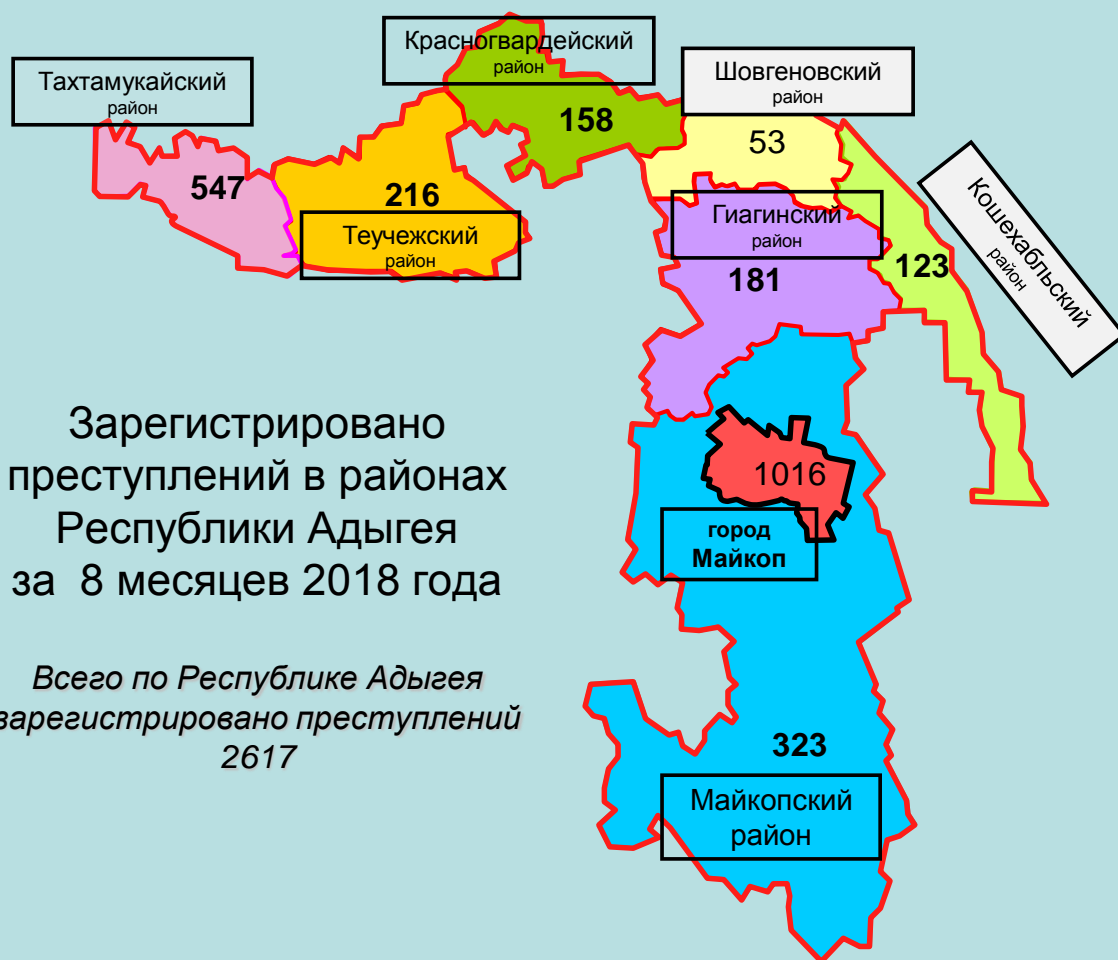 Красногвардейский
район
Тахтамукайский
район
Шовгеновский
район
158
53
547
216
Кошехабльский
район
Гиагинский
район
Теучежский
район
123
181
Зарегистрировано
преступлений в районах
Республики Адыгея
за 8 месяцев 2018 года
1016
город
Майкоп
Всего по Республике Адыгея
зарегистрировано преступлений
2617
323
Майкопский
район